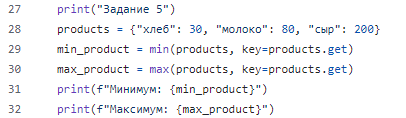 27 print("Задание 5")
28 products = {"хлеб": 30, "молоко": 80, "сыр": 200}
29 min_product = min(products, key=products.get)
30 max_product = max(products, key=products.get)
31 print(f"Минимум: {min_product}")
32 print(f"Максимум: {max_product}")